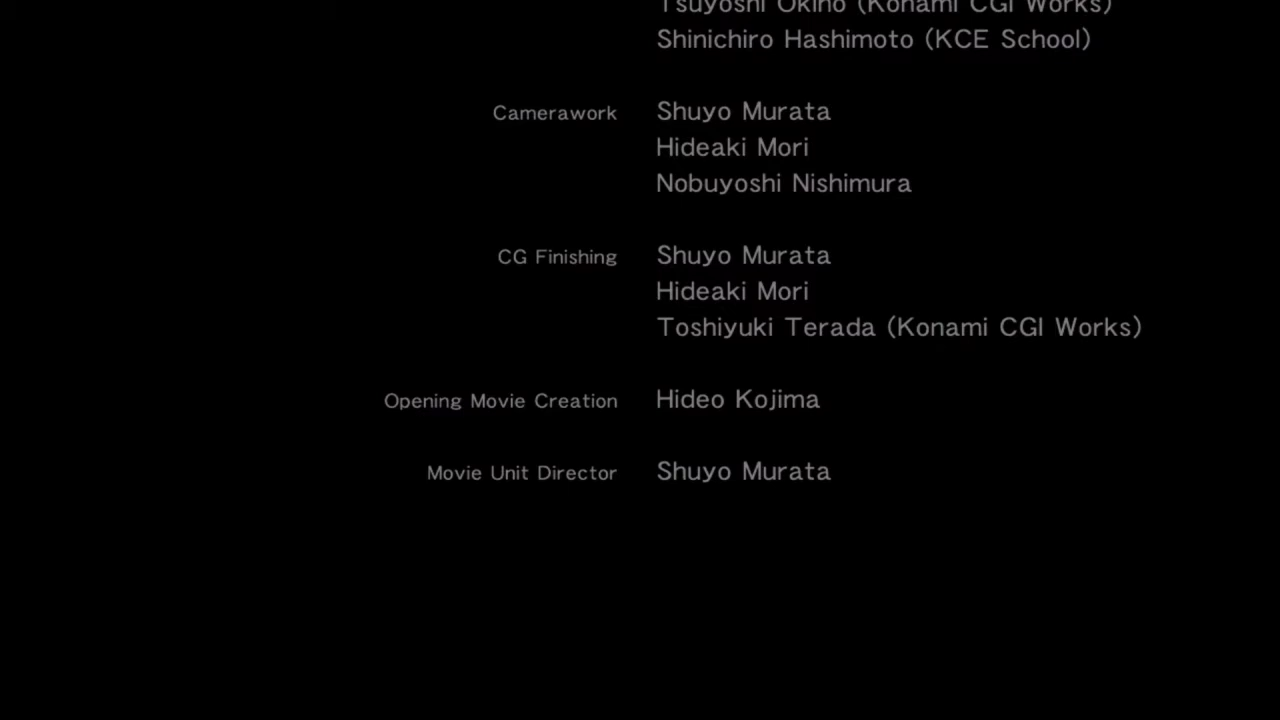 Tsuyoshi Okino (Konami CGI Works)
Shinichiro Hashimoto (KCE School)
Camerawork Shuyo Murata
Hideaki Mori
Nobuyoshi Nishimura
CG Finishing Shuyo Murata
Hideaki Mori
Toshiyuki Terada (Konami CGI Works)
Opening Movie Creation Hideo Kojima
Movie Unit Director Shuyo Murata